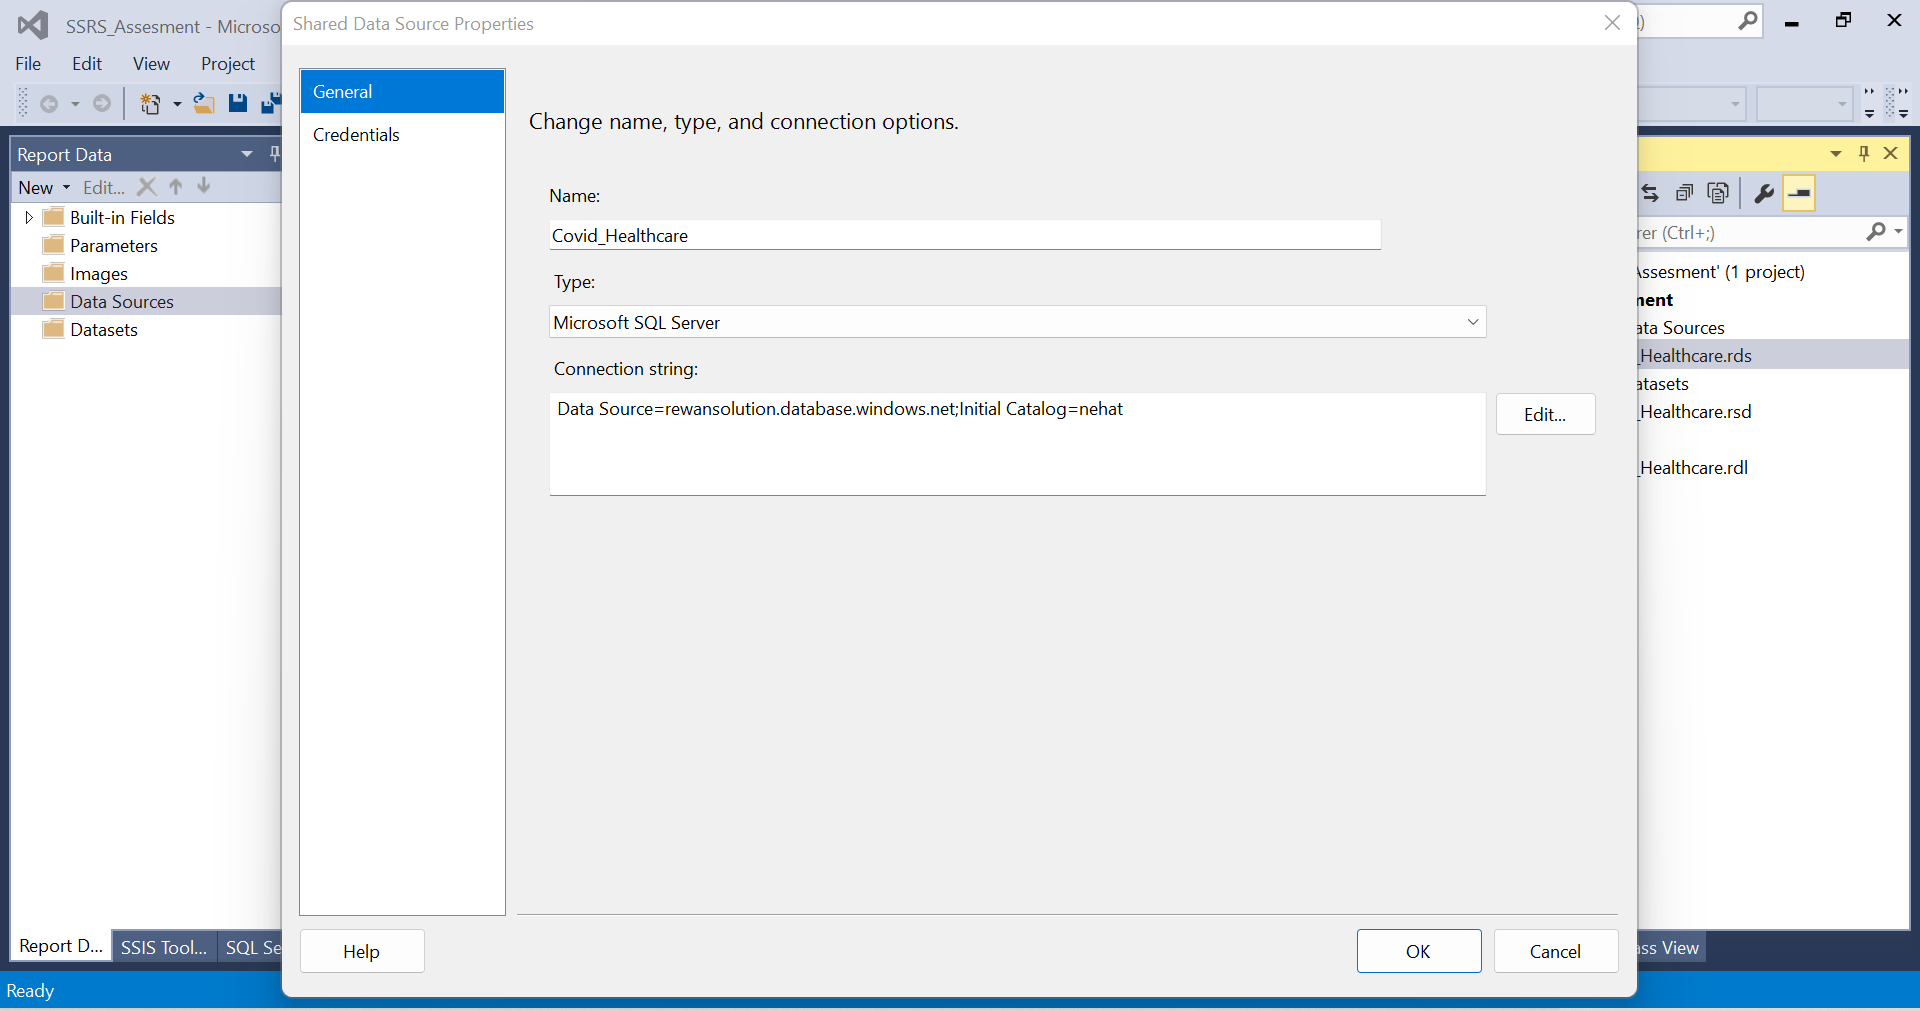 SSRS_Assesment - Microso
File Edit View Project
Report Data
New Edit...
Built-in Fields
Parameters
Images
Data Sources
Datasets
Report D... SSIS Tool... SQL Se
Ready
Shared Data Source Properties
General
Credentials
Change name, type, and connection options.
Name:
Covid_Healthcare
Type:
Microsoft SQL Server
Connection string:
Data Source=rewansolution.database.windows.net;Initial Catalog=nehat
Edit...
Help
OK
Cancel
rer (Ctrl+;)
Assesment' (1 project)
ment
ata Sources
_Healthcare.rds
atasets
_Healthcare.rsd
_Healthcare.rdl
ass View